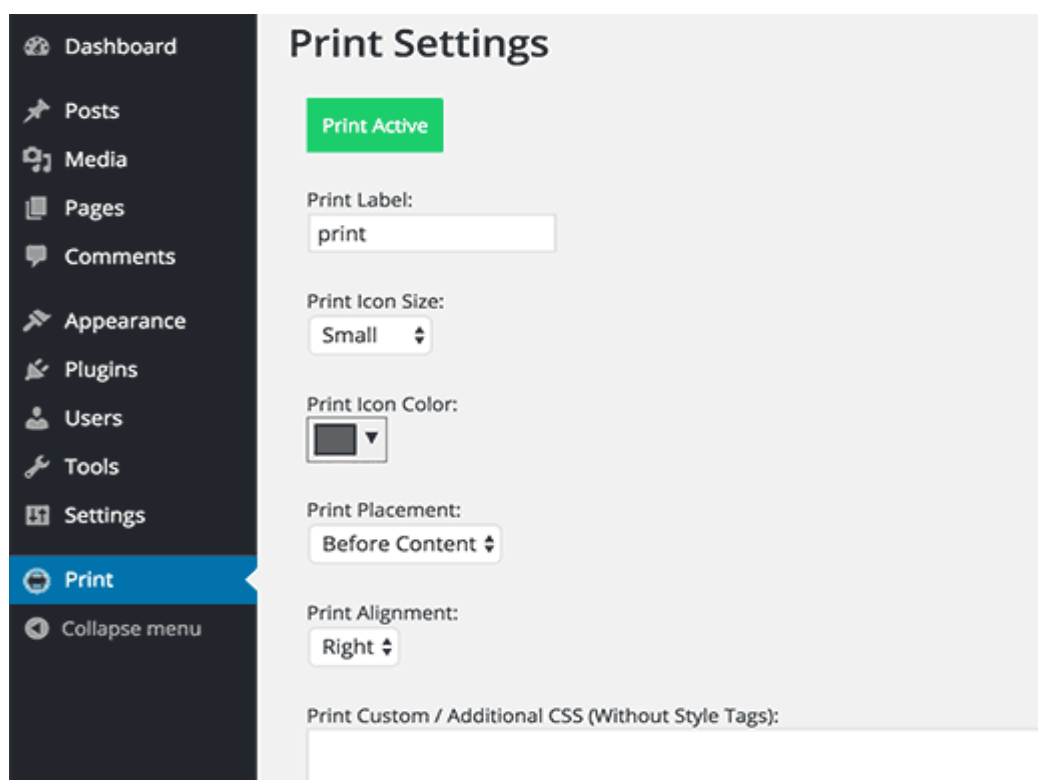 Dashboard
Posts
Media
Pages
Comments
Appearance
Plugins
Users
Tools
Settings
Print
Collapse menu
Print Settings
Print Active
Print Label:
print
Print Icon Size:
Small
Print Icon Color:
Print Placement:
Before Content
Print Alignment:
Right
Print Custom / Additional CSS (Without Style Tags):